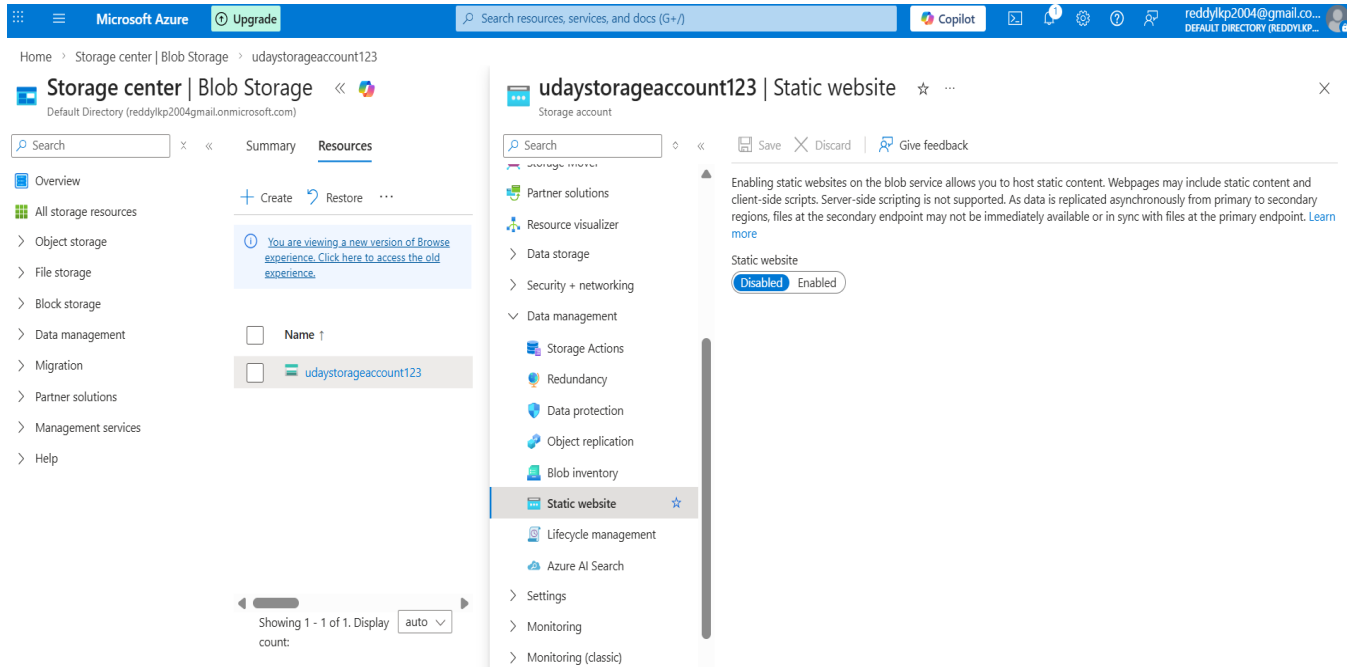 Microsoft Azure
Upgrade
Search resources, services, and docs (G+/)
Copilot
1
reddylkp2004@gmail.co...
DEFAULT DIRECTORY (REDDYLKP...
Home > Storage center | Blob Storage > udaystorageaccount123
Storage center | Blob Storage
Default Directory (reddylkp2004gmail.onmicrosoft.com)
Search
Overview
All storage resources
Object storage
File storage
Block storage
Data management
Migration
Partner solutions
Management services
Help
Summary Resources
+ Create Restore ...
You are viewing a new version of Browse
experience. Click here to access the old
experience.
Name ↑
udaystorageaccount123
Showing 1 - 1 of 1. Display auto
count:
udaystorageaccount123 | Static website
Storage account
Search
Storage Mover
Partner solutions
Resource visualizer
Data storage
Security + networking
Data management
Storage Actions
Redundancy
Data protection
Object replication
Blob inventory
Static website
Lifecycle management
Azure AI Search
Settings
Monitoring
Monitoring (classic)
Save Discard Give feedback
Enabling static websites on the blob service allows you to host static content. Webpages may include static content and
client-side scripts. Server-side scripting is not supported. As data is replicated asynchronously from primary to secondary
regions, files at the secondary endpoint may not be immediately available or in sync with files at the primary endpoint. Learn
more
Static website
Disabled Enabled